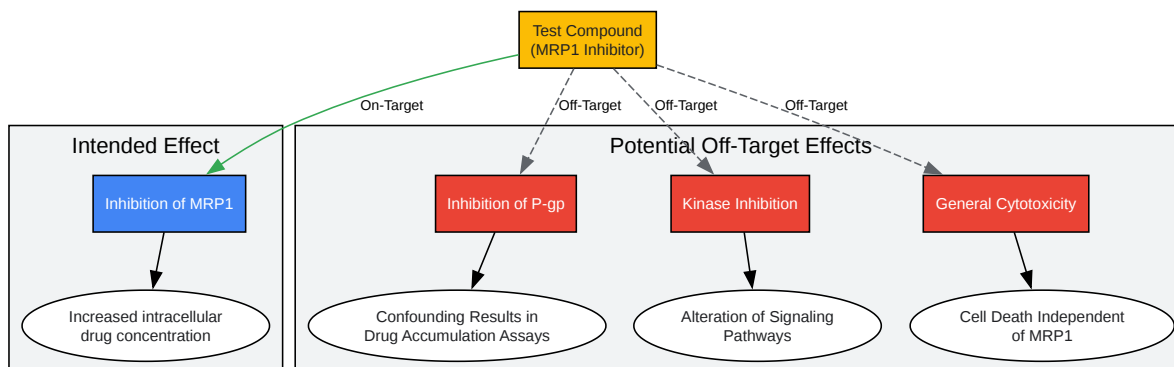 Test Compound
(MRP1 Inhibitor)
On-Target
Off-Target
Off-Target
Off-Target
Intended Effect
Potential Off-Target Effects
Inhibition of MRP1
Inhibition of P-gp
Kinase Inhibition
General Cytotoxicity
Increased intracellular
drug concentration
Confounding Results in
Drug Accumulation Assays
Alteration of Signaling
Pathways
Cell Death Independent
of MRP1